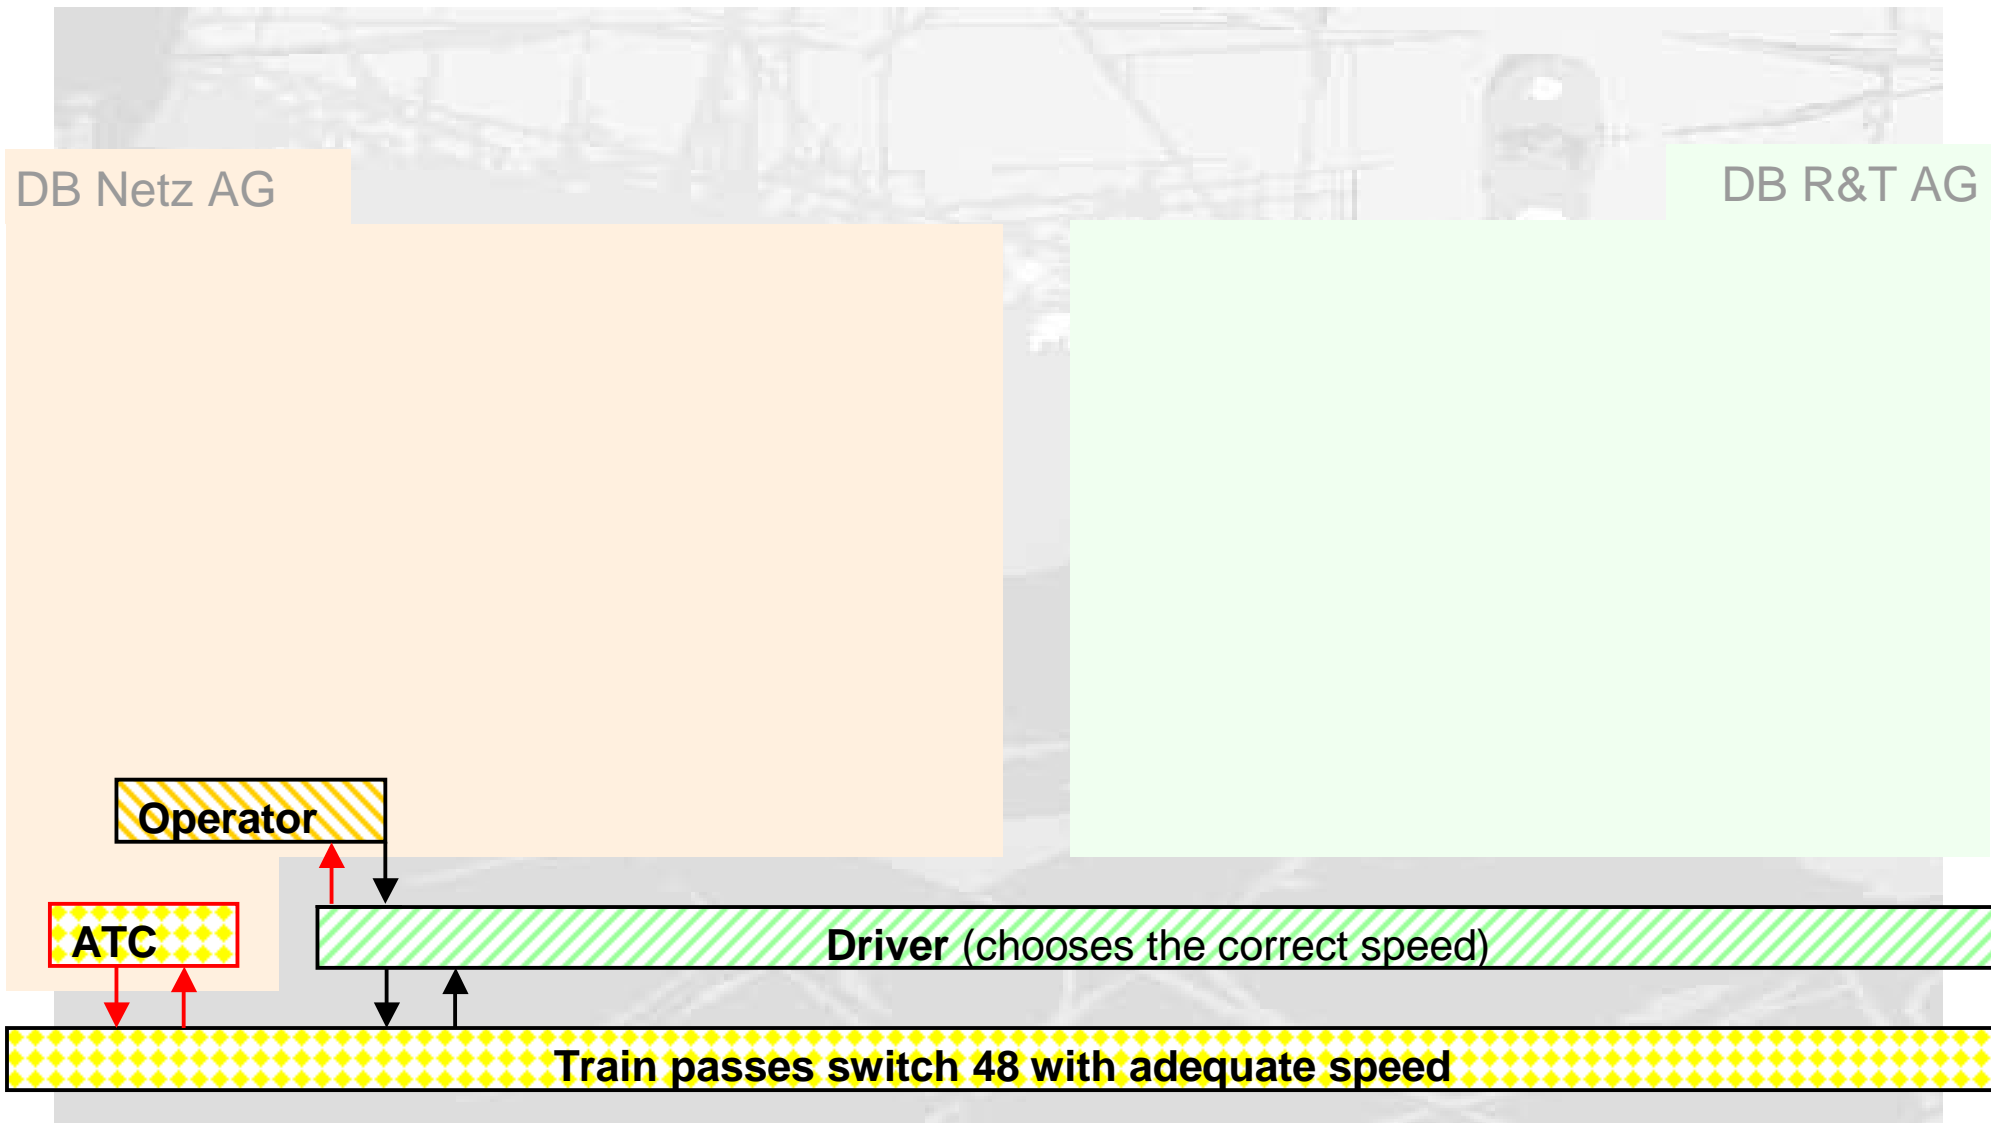 DB Netz AG
DB R&T AG
Operator
ATC
Driver (chooses the correct speed)
Train passes switch 48 with adequate speed